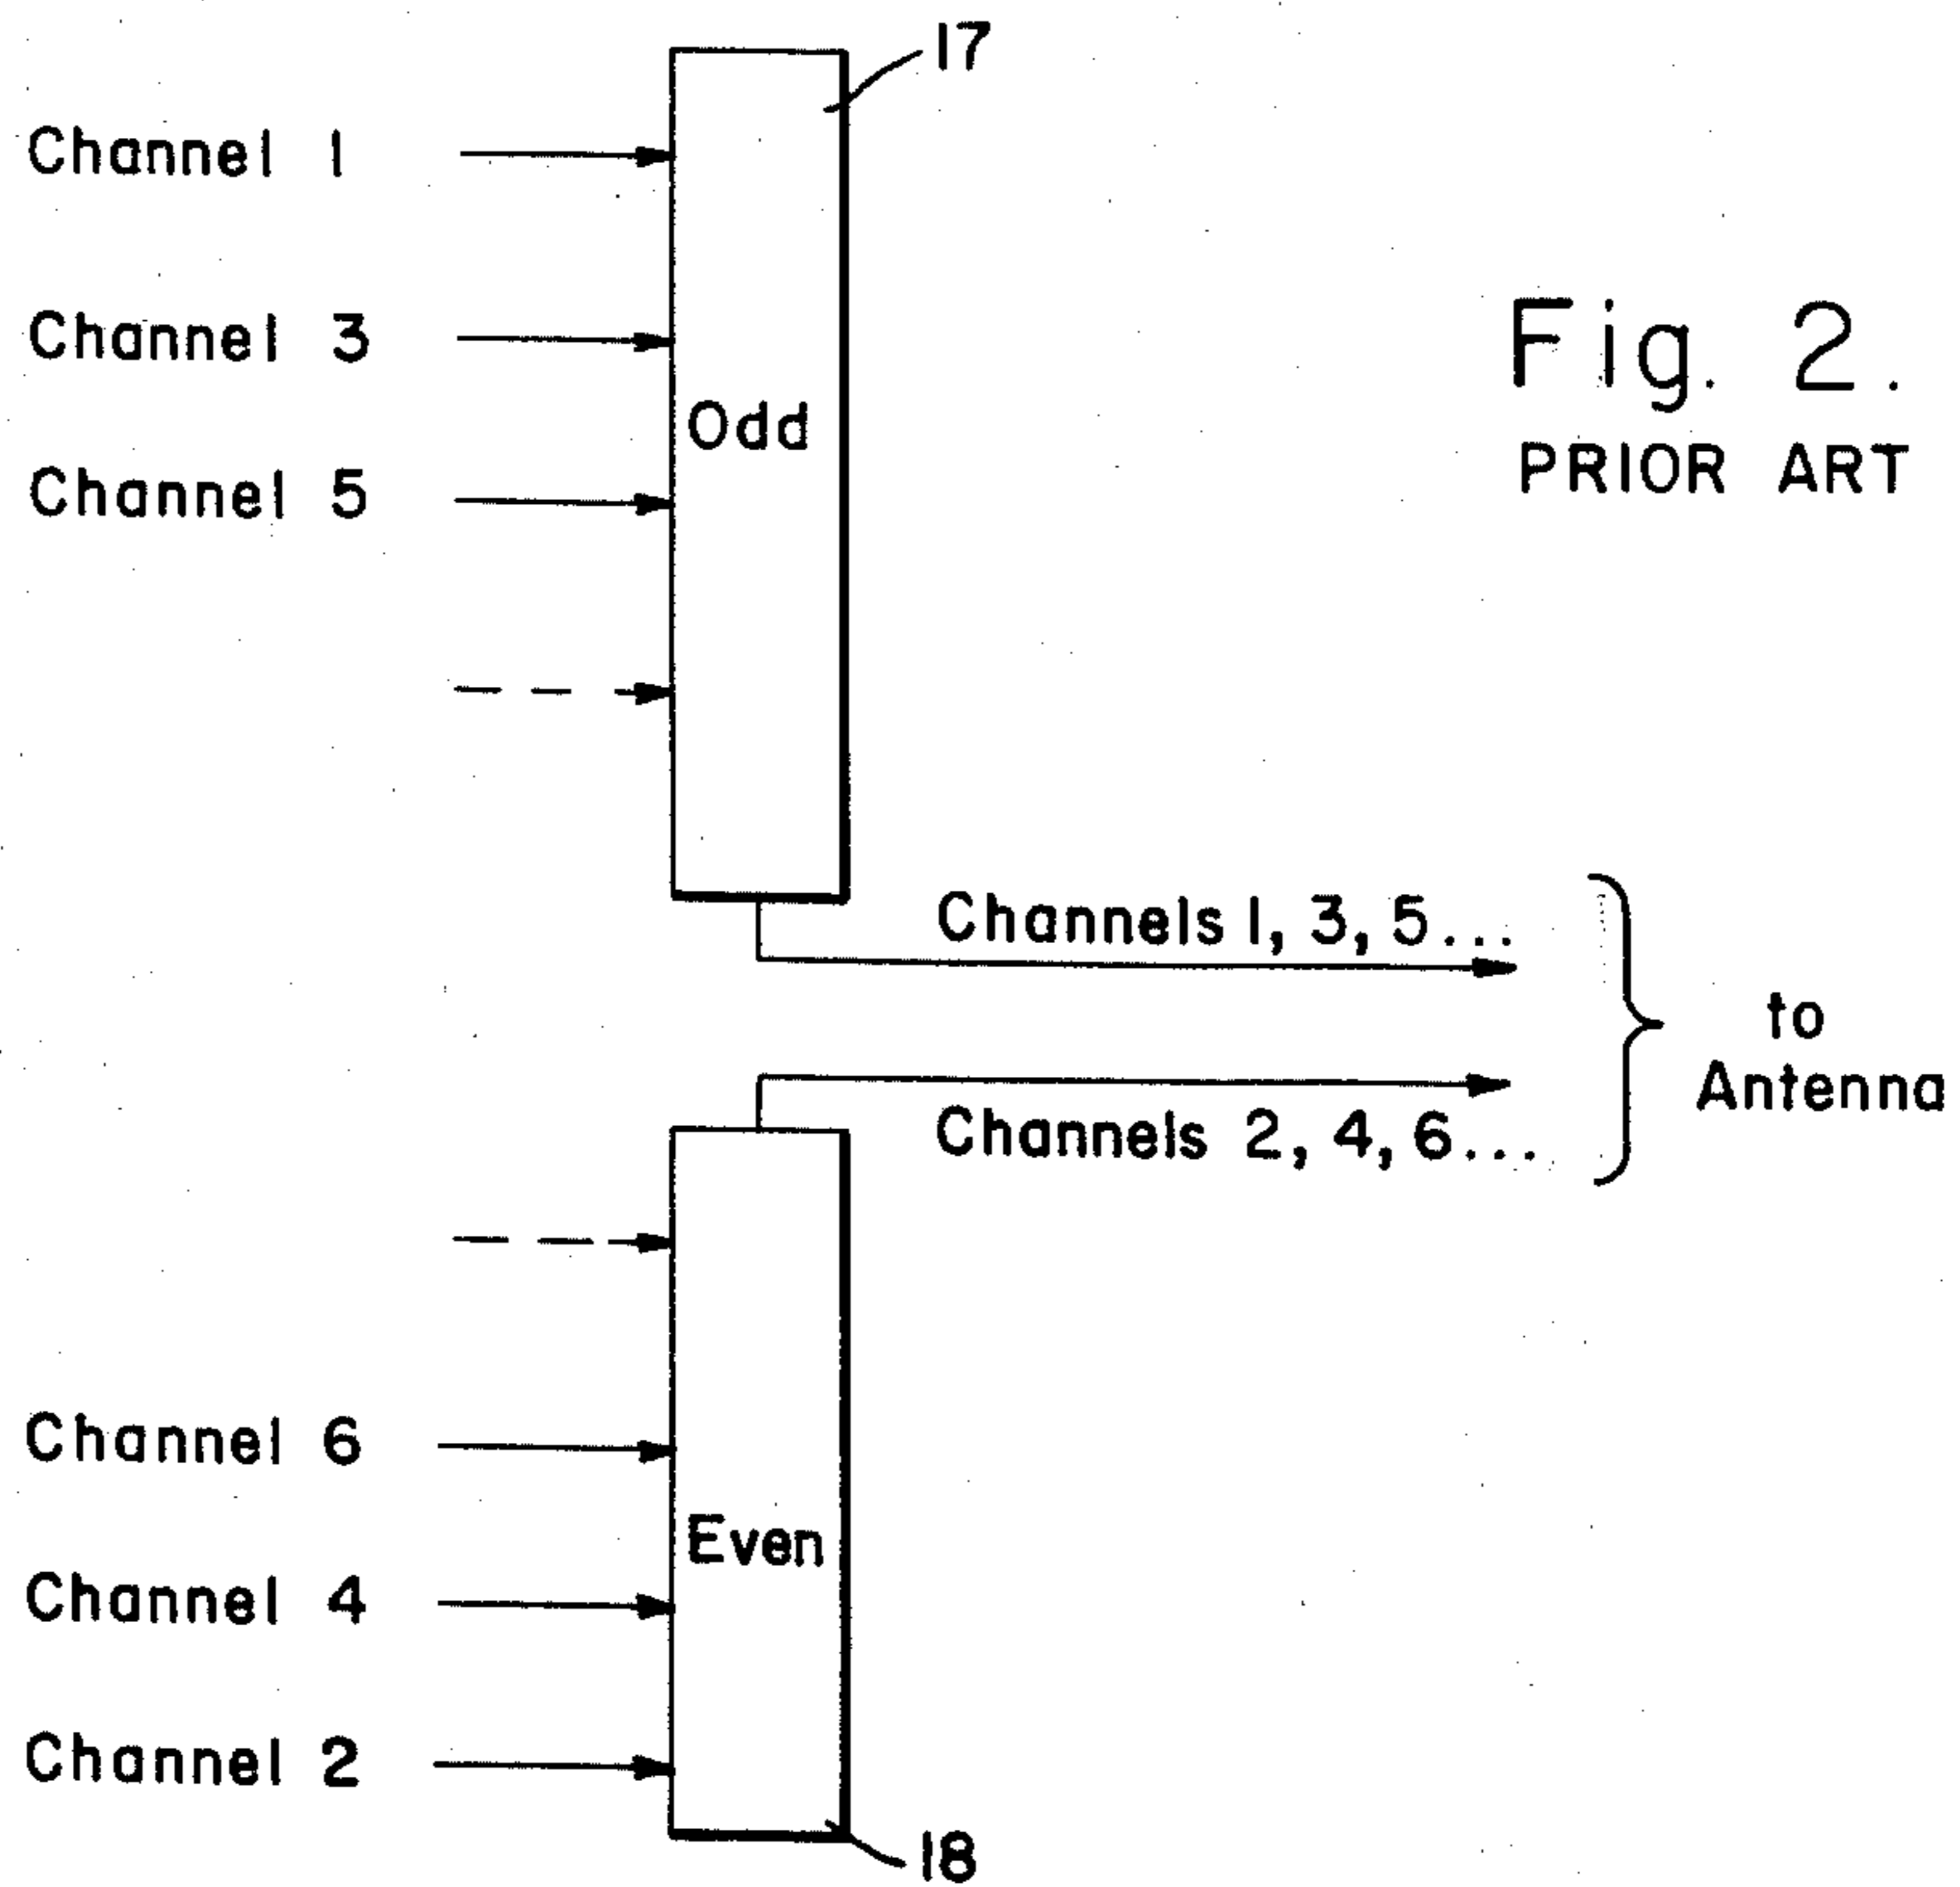 17
Channel 1
Channel 3
Fig. 2.
Odd
PRIOR ART
Channel 5
Channels 1, 3, 5...
to
Antenna
Channels 2, 4, 6...
Channel 6
Even
Channel 4
Channel 2
18